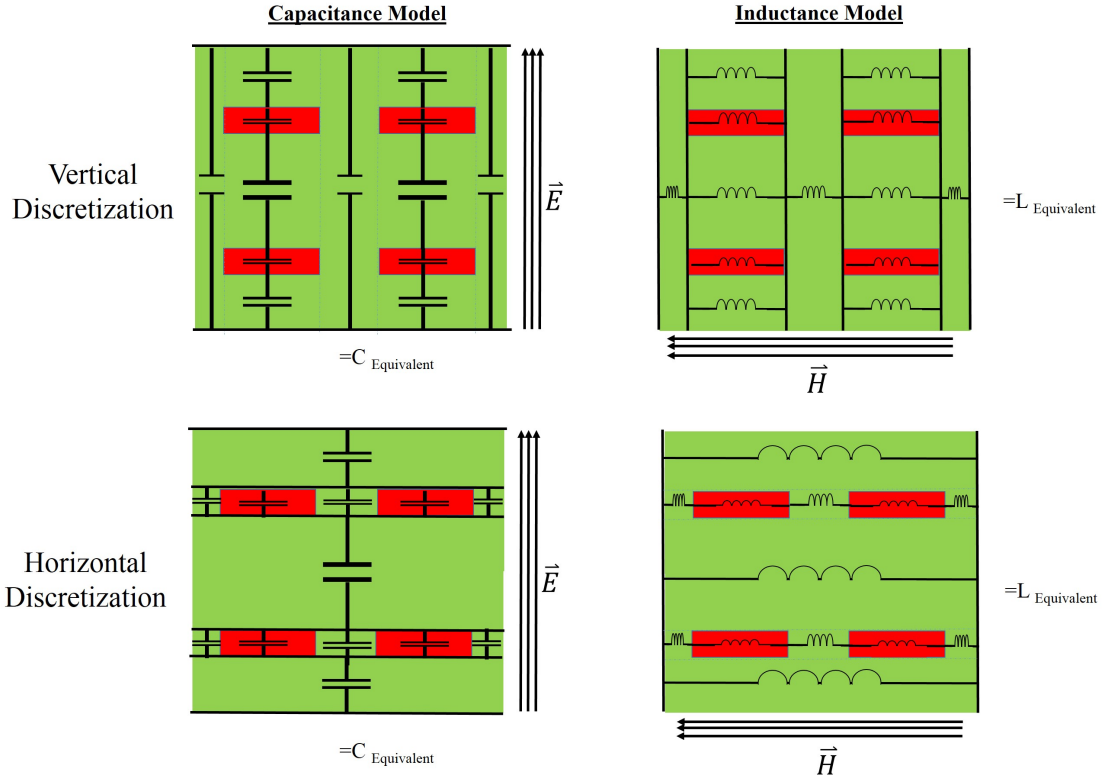 Capacitance Model
Inductance Model
Vertical
Discretization
E
=L Equivalent
=C Equivalent
H
Horizontal
Discretization
E
=L Equivalent
=C Equivalent
H